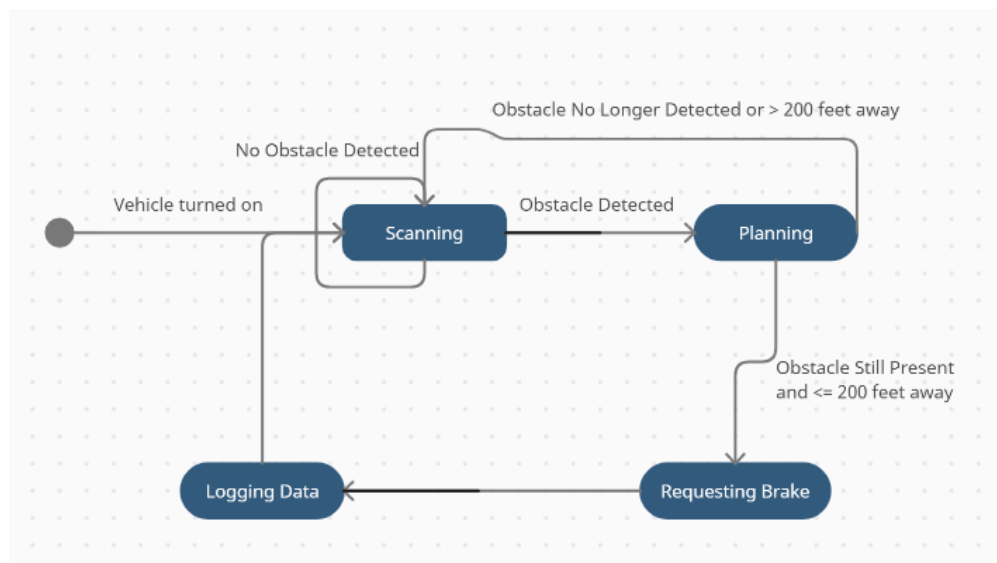 Obstacle No Longer Detected or > 200 feet away
No Obstacle Detected
Vehicle turned on
Obstacle Detected
Scanning
Planning
Obstacle Still Present
and <= 200 feet away
Logging Data
Requesting Brake